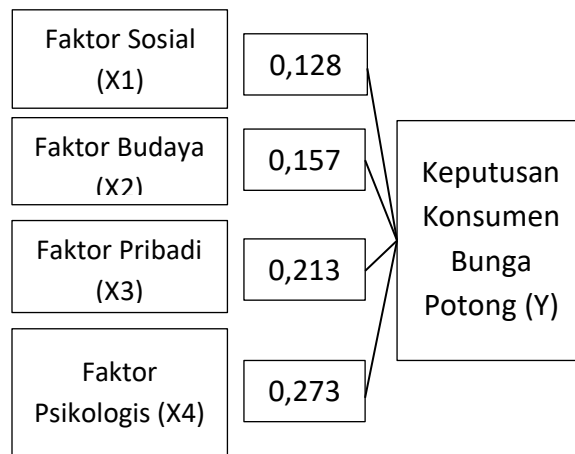 Faktor Sosial
(X1)
0,128
Faktor Budaya
(X2)
0,157
Faktor Pribadi
(X3)
0,213
Faktor
Psikologis (X4)
0,273
Keputusan
Konsumen
Bunga
Potong (Y)